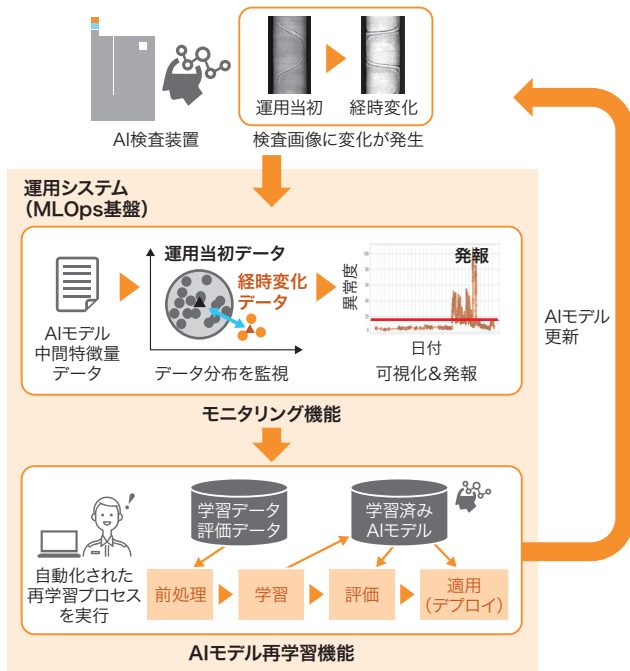 運用当初
経時変化
AI検査装置
検査画像に変化が発生
運用システム
(MLOps基盤)
運用当初データ
経時変化
データ
発報
異常度
日付
AIモデル
中間特徴量
データ
データ分布を監視
可視化&発報
モニタリング機能
AIモデル
更新
学習データ
評価データ
学習済み
AIモデル
自動化された
再学習プロセス
を実行
前処理
学習
評価
適用
(デプロイ)
AIモデル再学習機能